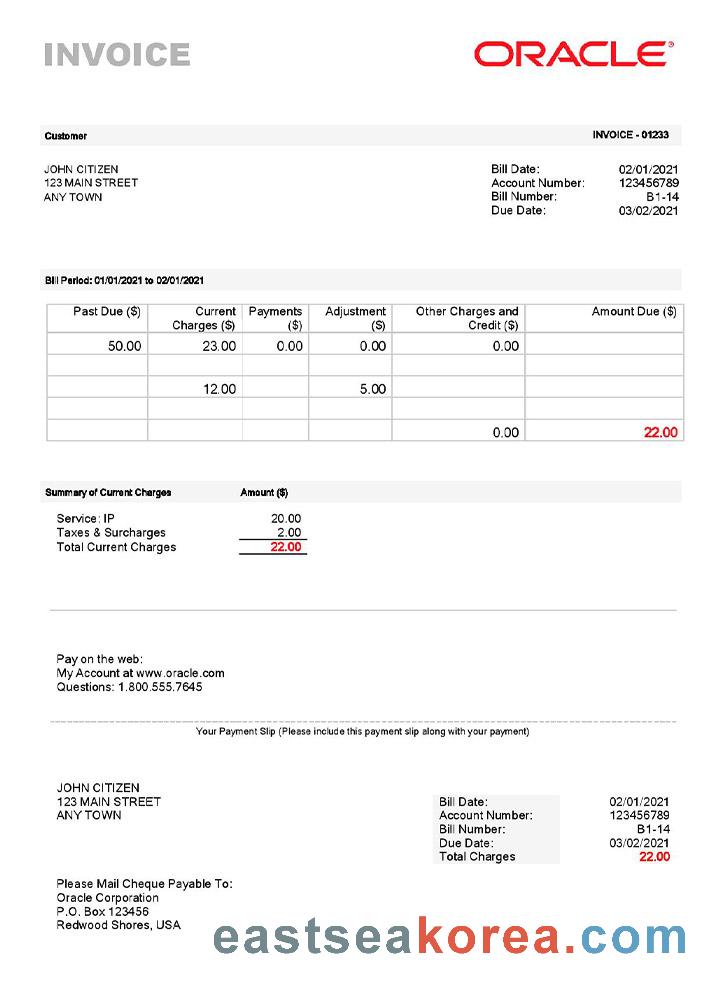 INVOICE
ORACLE®
Customer INVOICE - 01233
JOHN CITIZEN
123 MAIN STREET
ANY TOWN
Bill Date: 02/01/2021
Account Number: 123456789
Bill Number: B1-14
Due Date: 03/02/2021
Bill Period: 01/01/2021 to 02/01/2021
Past Due ($) Current Charges ($) Payments ($) Adjustment ($) Other Charges and Credit ($) Amount Due ($)
50.00 23.00 0.00 0.00 0.00
12.00 5.00
0.00 22.00
Summary of Current Charges Amount ($)
Service: IP 20.00
Taxes & Surcharges 2.00
Total Current Charges 22.00
Pay on the web:
My Account at www.oracle.com
Questions: 1.800.555.7645
Your Payment Slip (Please include this payment slip along with your payment)
JOHN CITIZEN
123 MAIN STREET
ANY TOWN
Bill Date: 02/01/2021
Account Number: 123456789
Bill Number: B1-14
Due Date: 03/02/2021
Total Charges 22.00
Please Mail Cheque Payable To:
Oracle Corporation
P.O. Box 123456
Redwood Shores, USA
eastseakorea.com